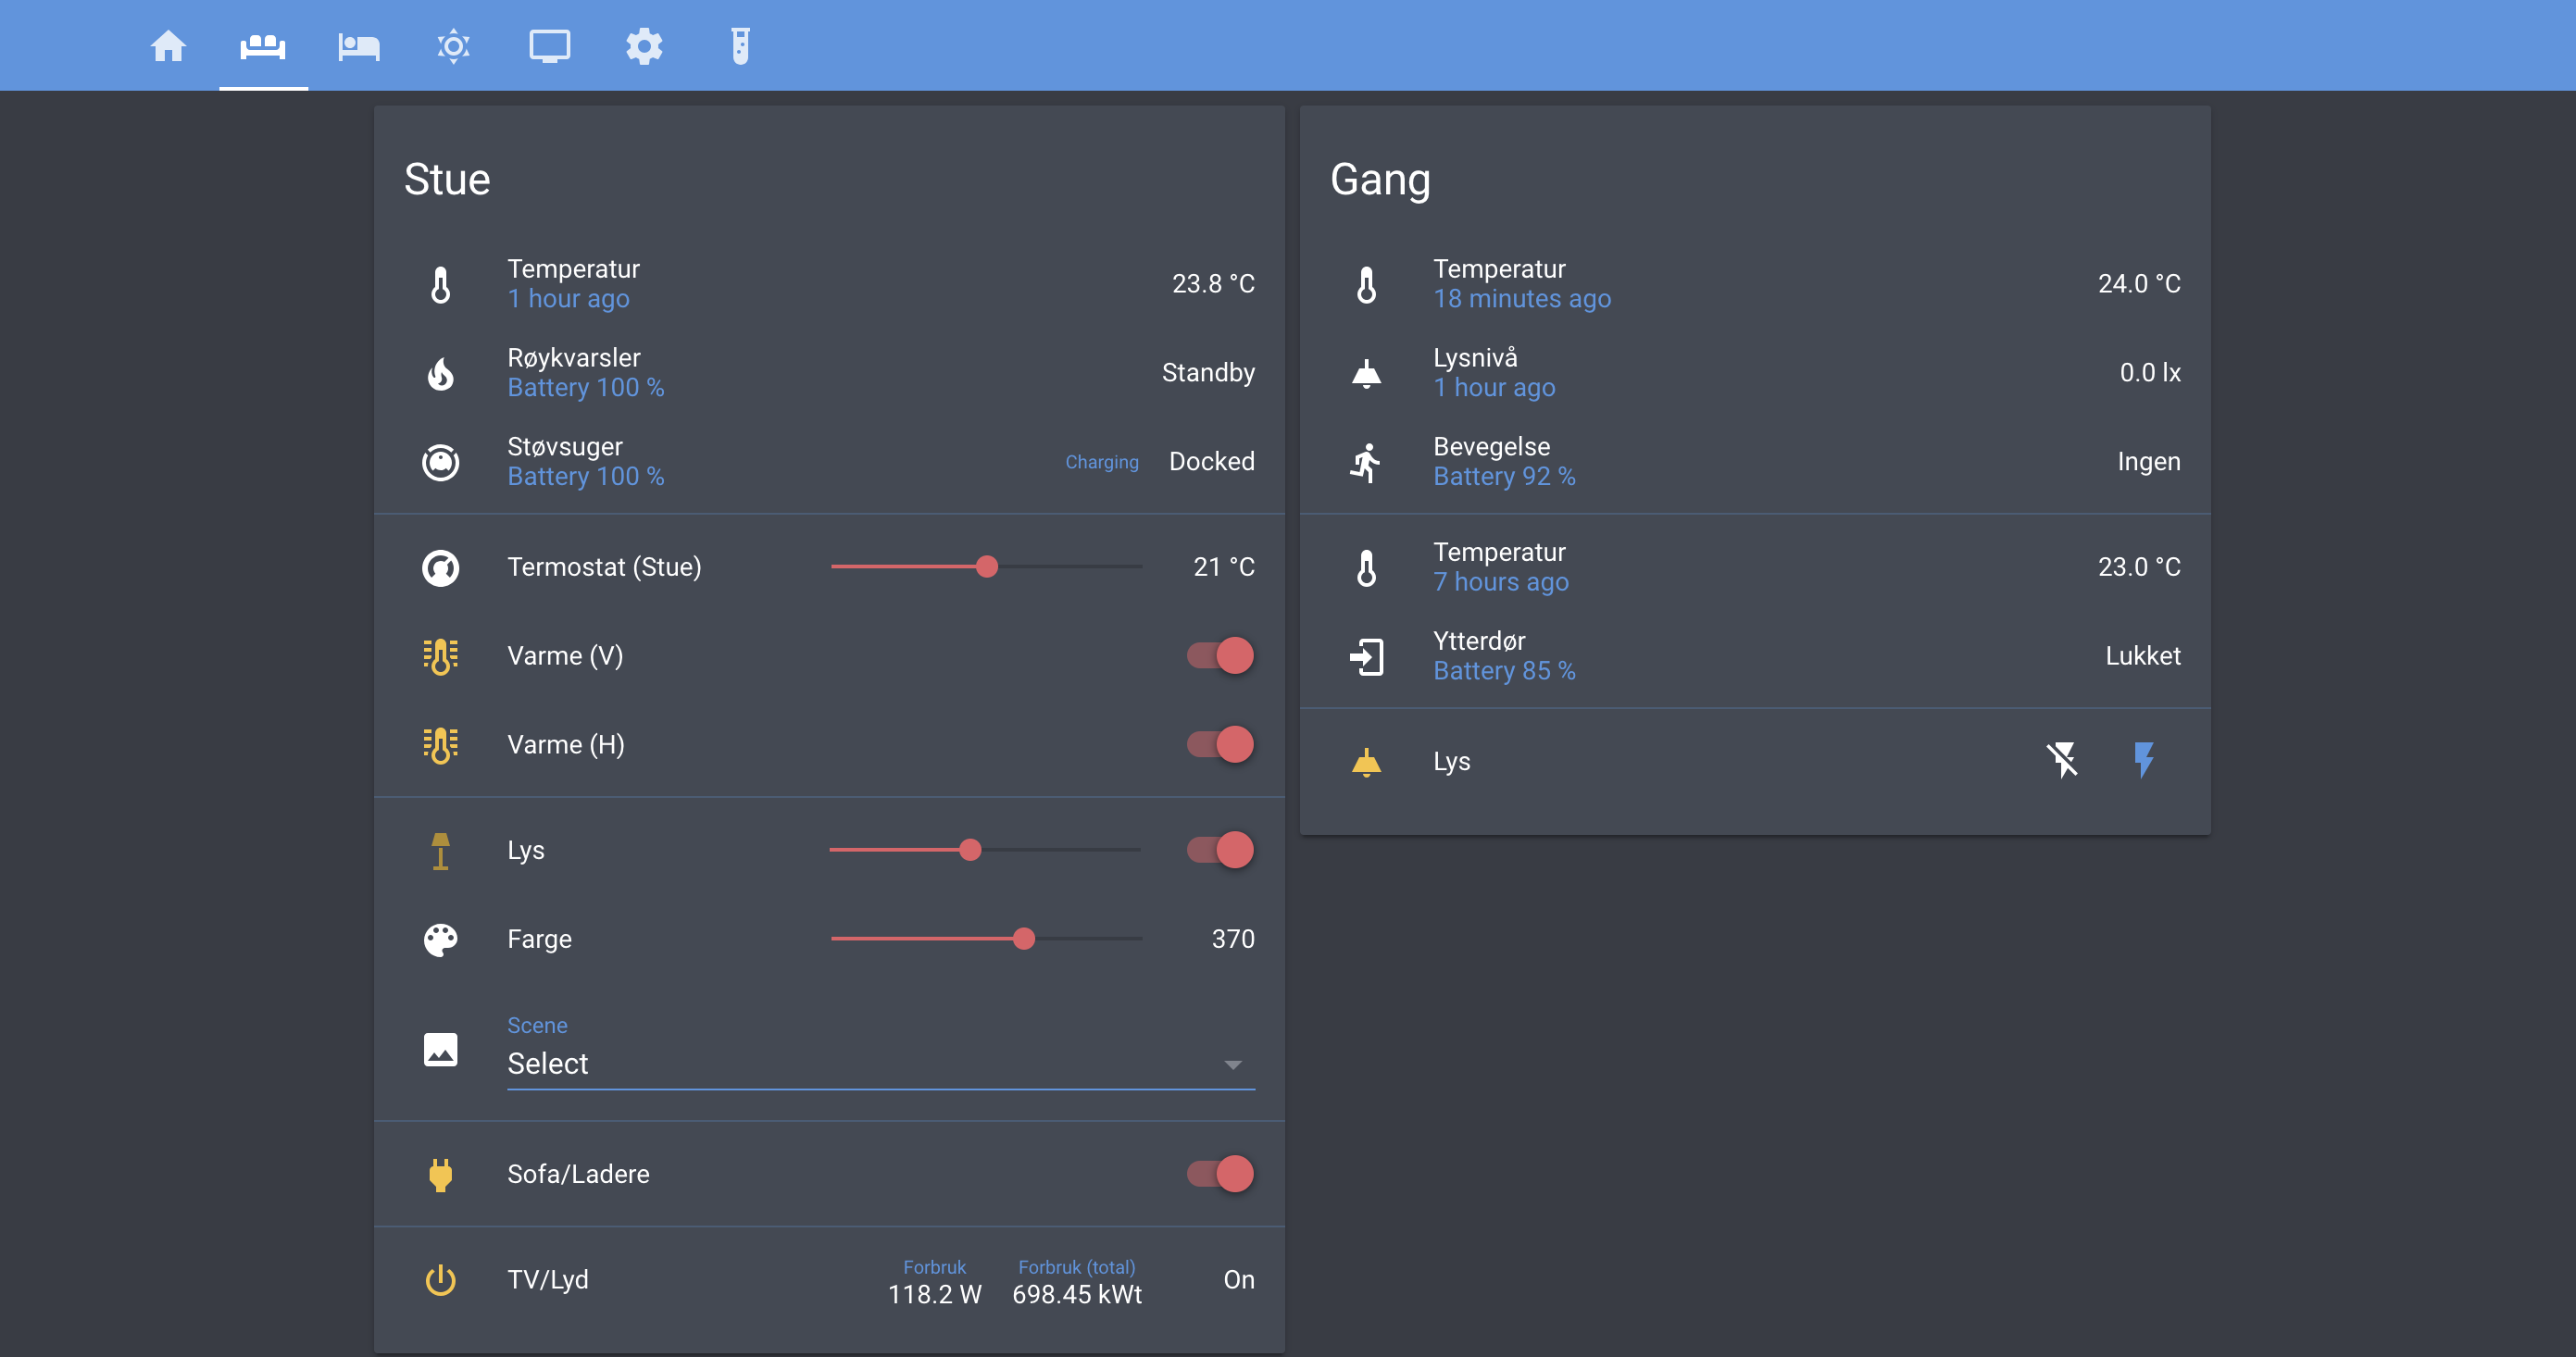 Stue
Temperatur
1 hour ago
23.8 °C
Røykvarsler
Battery 100 %
Standby
Støvsuger
Battery 100 %
Charging
Docked
Termostat (Stue)
21 °C
Varme (V)
Varme (H)
Lys
Farge
370
Scene
Select
Sofa/Ladere
TV/Lyd
Forbruk
118.2 W
Forbruk (total)
698.45 kWt
On
Gang
Temperatur
18 minutes ago
24.0 °C
Lysnivå
1 hour ago
0.0 lx
Bevegelse
Battery 92 %
Ingen
Temperatur
7 hours ago
23.0 °C
Ytterdør
Battery 85 %
Lukket
Lys